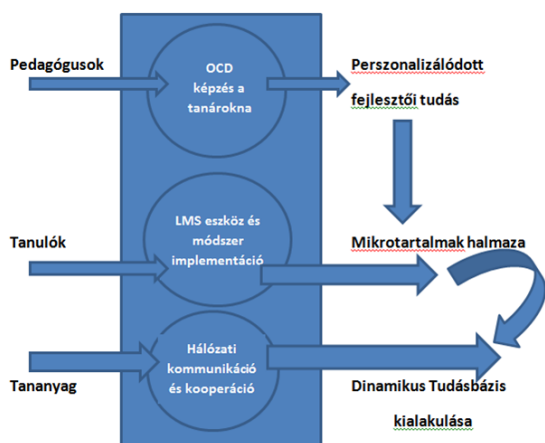 Pedagógusok
OCD
képzés a
tanárokna
Perszonalizálódott
fejlesztői tudás
Tanulók
LMS eszköz és
módszer
implementáció
Mikrotartalmak halmaza
Tananyag
Hálózati
kommunikáció
és kooperáció
Dinamikus Tudásbázis
kialakulása